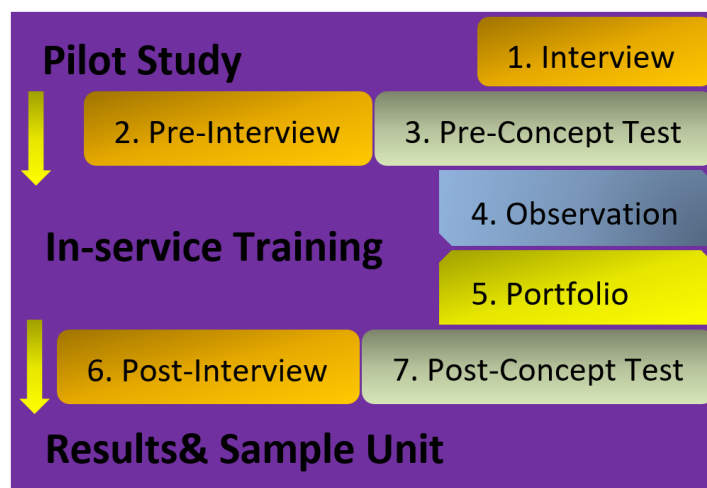 Pilot Study
1. Interview
2. Pre-Interview
3. Pre-Concept Test
4. Observation
In-service Training
5. Portfolio
6. Post-Interview
7. Post-Concept Test
Results& Sample Unit